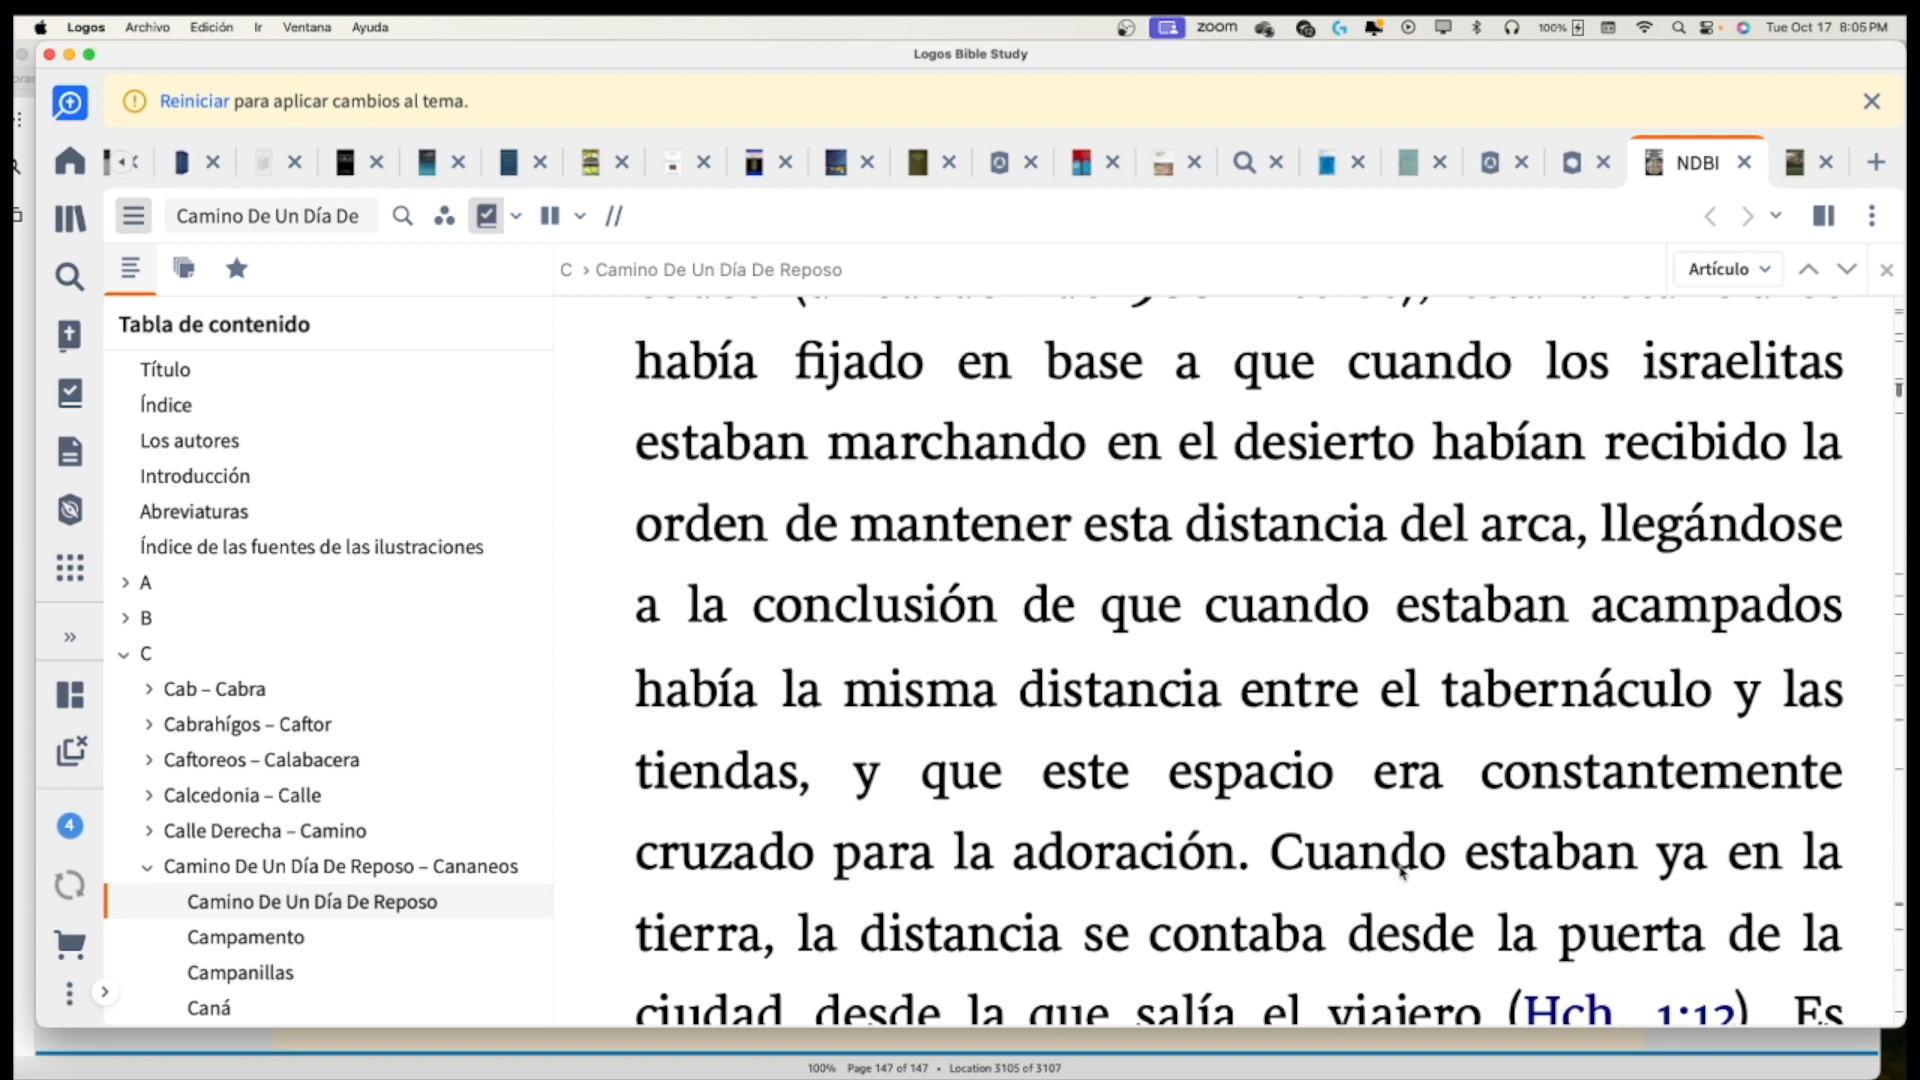 Logos Archivo Edición Ir Ventana Ayuda
zoom 100% Tue Oct 17 8:05 PM
Logos Bible Study
Reiniciar para aplicar cambios al tema.
NDBI
Camino De Un Día De
C › Camino De Un Día De Reposo
Artículo
Tabla de contenido
Título
Índice
Los autores
Introducción
Abreviaturas
Índice de las fuentes de las ilustraciones
A
B
C
Cab – Cabra
Cabrahígos – Caftor
Caftoreos – Calabacera
Calcedonia – Calle
Calle Derecha – Camino
Camino De Un Día De Reposo – Cananeos
Camino De Un Día De Reposo
Campamento
Campanillas
Caná
4
había fijado en base a que cuando los israelitas
estaban marchando en el desierto habían recibido la
orden de mantener esta distancia del arca, llegándose
a la conclusión de que cuando estaban acampados
había la misma distancia entre el tabernáculo y las
tiendas, y que este espacio era constantemente
cruzado para la adoración. Cuando estaban ya en la
tierra, la distancia se contaba desde la puerta de la
ciudad desde la que salía el viajero (Hch. 1:12). Es
100% Page 147 of 147 • Location 3105 of 3107